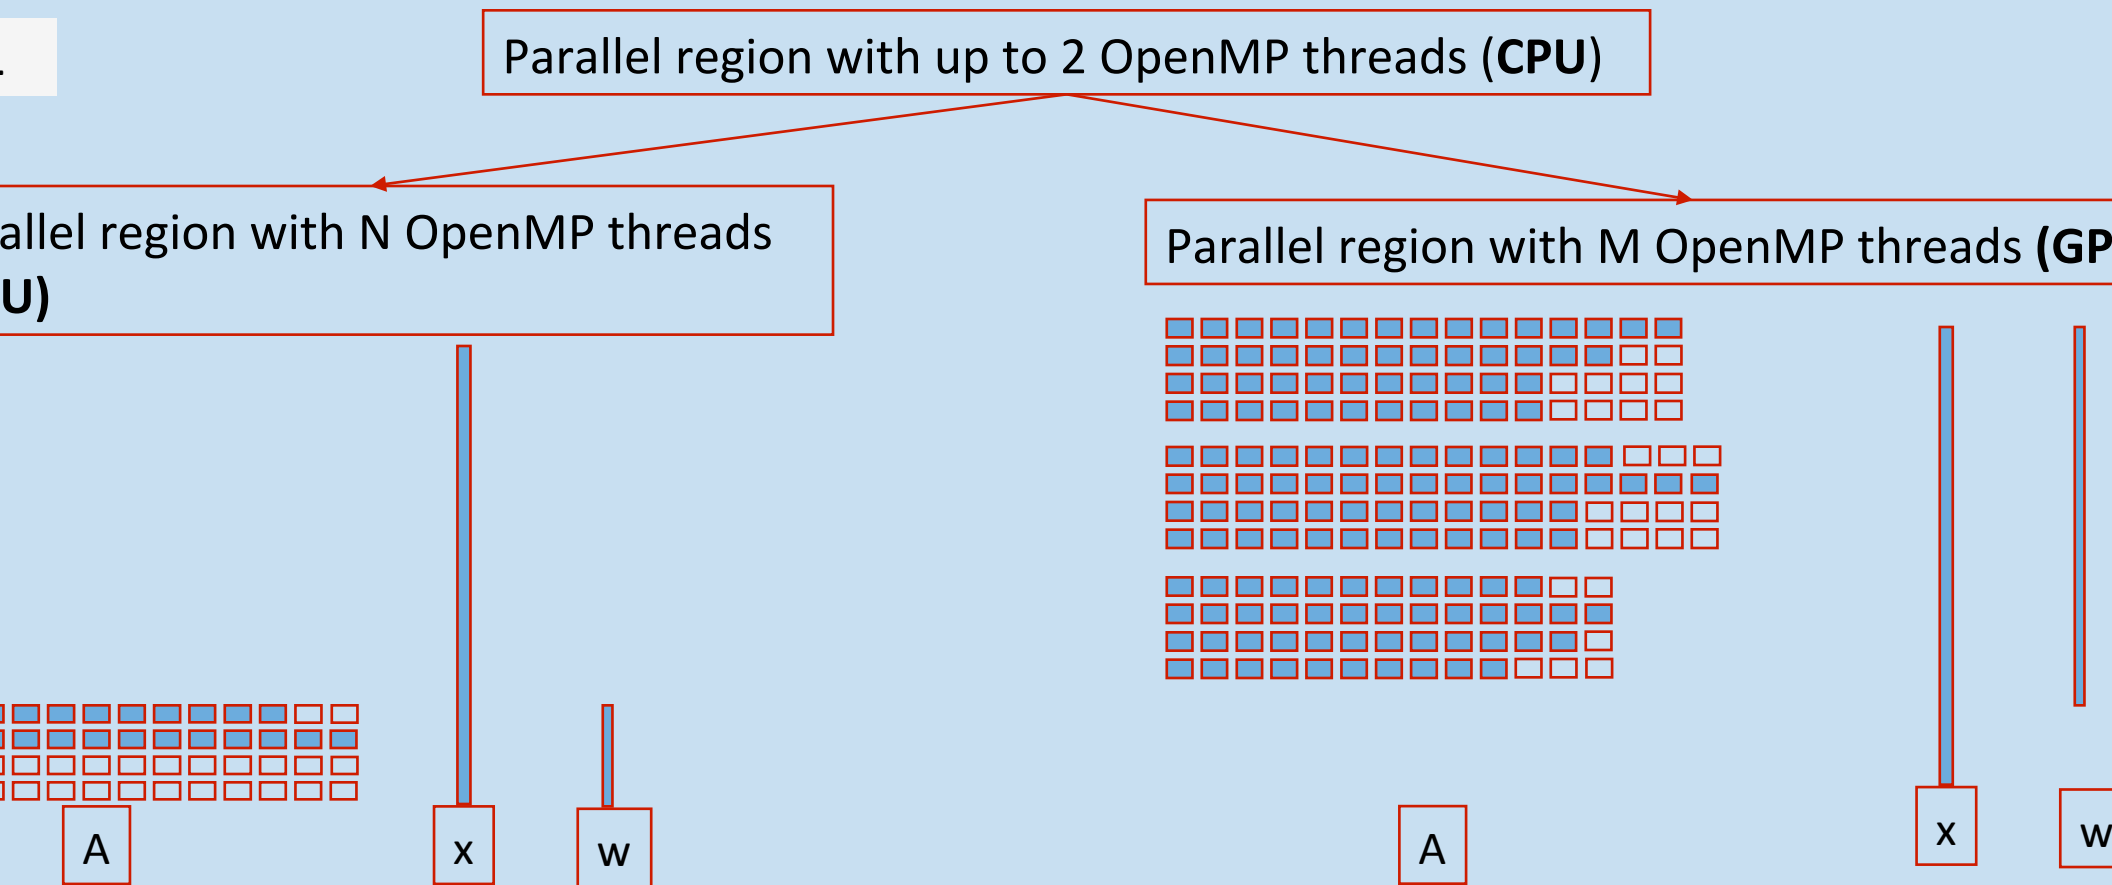 .
Parallel region with up to 2 OpenMP threads (CPU)
allel region with N OpenMP threads
U)
Parallel region with M OpenMP threads (GP
A
x
w
A
x
w